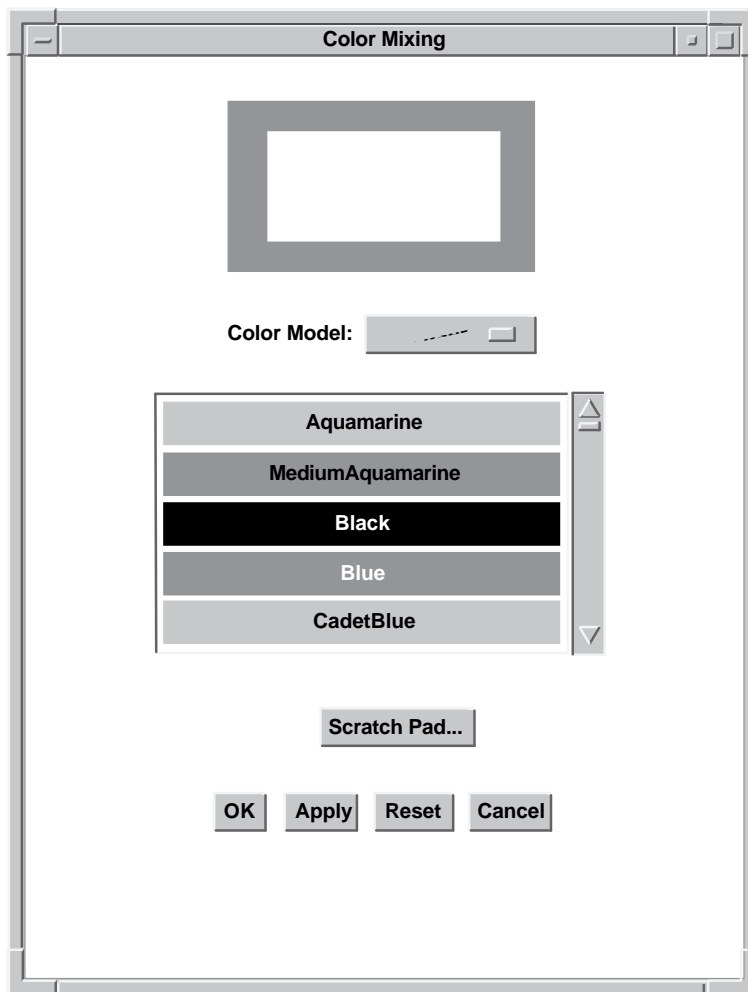 Color Mixing
Color Model:
Aquamarine
MediumAquamarine
Black
Blue
CadetBlue
Scratch Pad...
OK Apply Reset Cancel